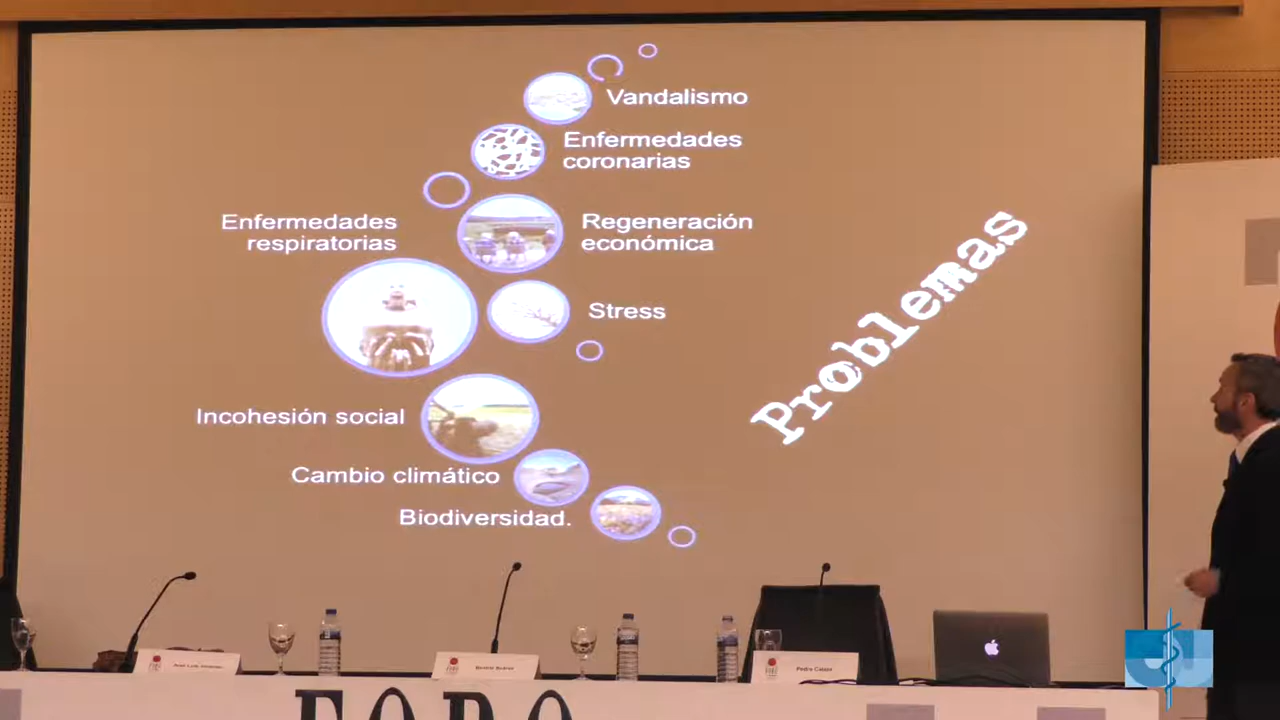 Vandalismo
Enfermedades
coronarias
Enfermedades
respiratorias
Regeneración
económica
Stress
Problemas
Incohesión social
Cambio climático
Biodiversidad.
FORO